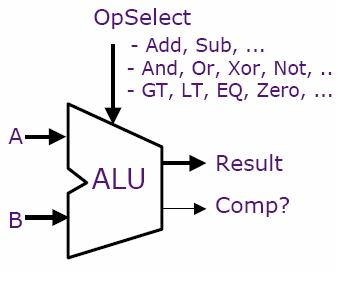 OpSelect
- Add, Sub, ...
- And, Or, Xor, Not, ..
- GT, LT, EQ, Zero, ...
A
ALU
Result
B
Comp?